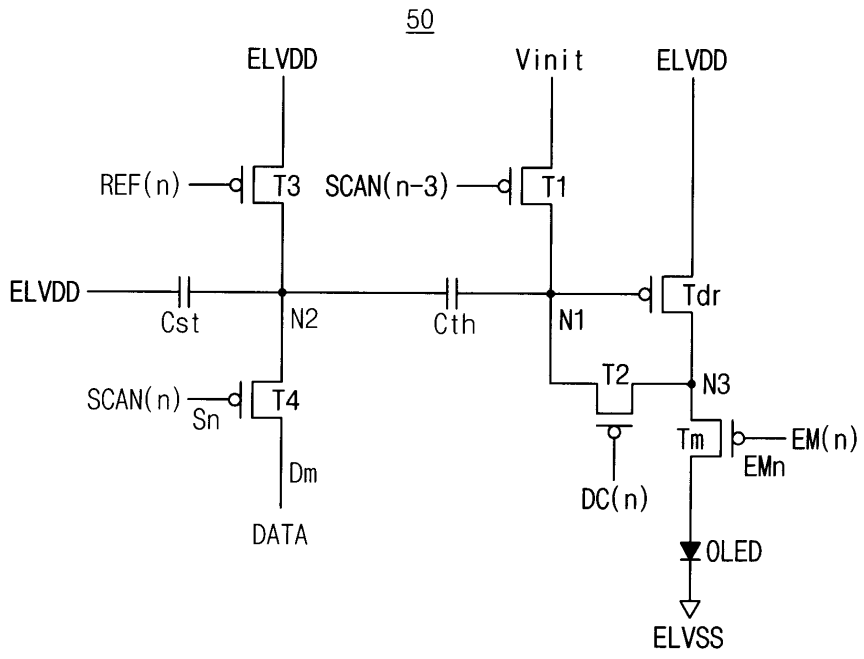 50
ELVDD
Vinit
ELVDD
REF(n)
T3
SCAN(n-3)
T1
ELVDD
Cst
N2
Cth
N1
Tdr
SCAN(n)
Sn
T4
T2
N3
Dm
Tm
EM(n)
EMn
DC(n)
DATA
OLED
ELVSS